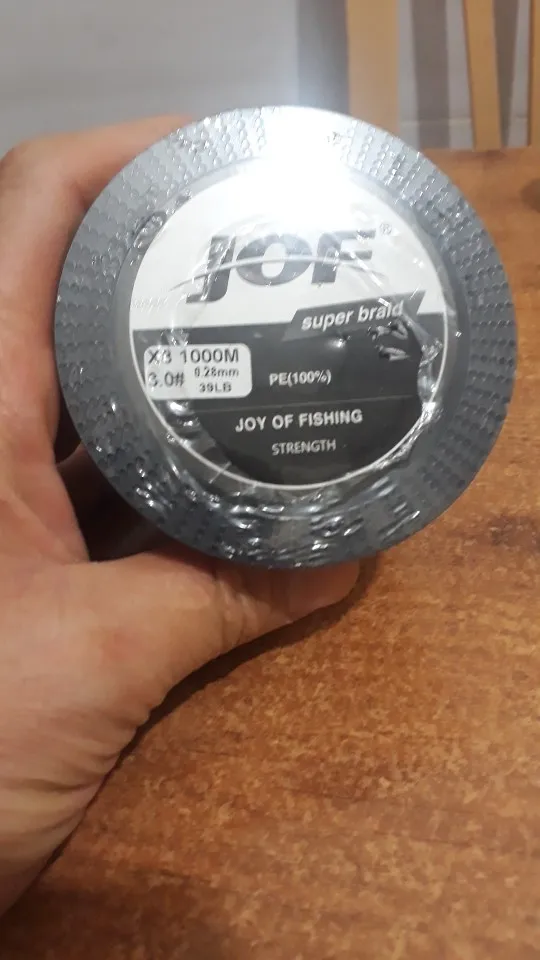 JOF®
super braid
X8 1000M
3.0# 0.28mm
39LB
PE(100%)
JOY OF FISHING
STRENGTH